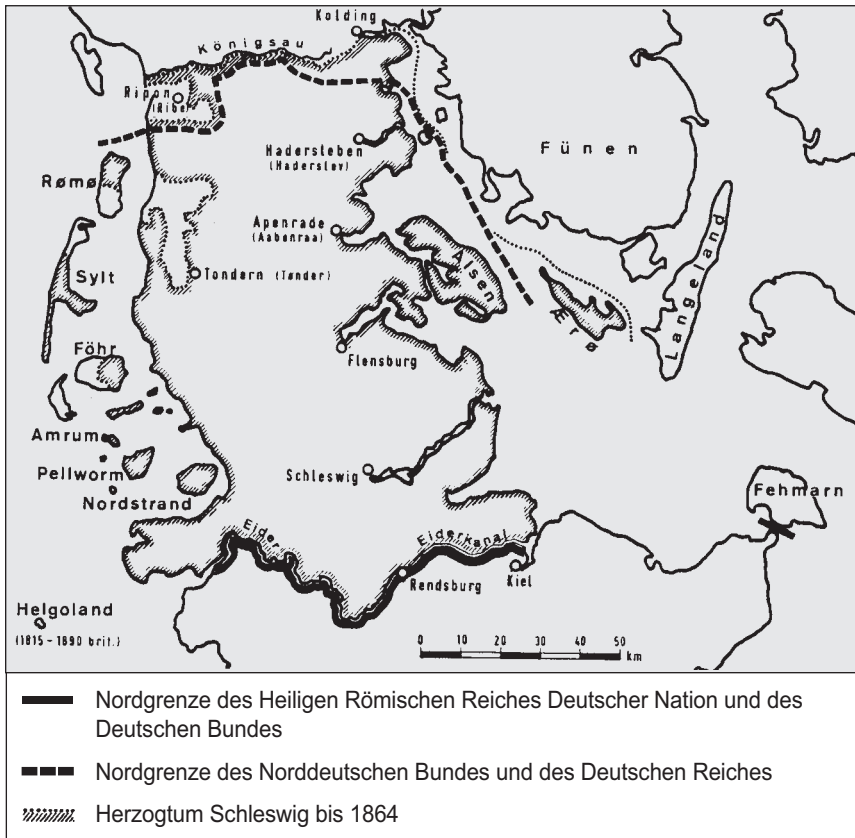 Kolding
Königsau
Ripon
(Ribe)
Hadersleben
(Haderslev)
Fünen
Rømø
Apenrade
(Aabenraa)
Alsen
Langeland
Sylt
Tondern (Tønder)
Ærø
Föhr
Flensburg
Amrum
Schleswig
Pellworm
Fehmarn
Nordstrand
Eider
Eiderkanal
Rendsburg
Kiel
Helgoland
(1815-1890 brit.)
0 10 20 30 40 50
km
Nordgrenze des Heiligen Römischen Reiches Deutscher Nation und des
Deutschen Bundes
Nordgrenze des Norddeutschen Bundes und des Deutschen Reiches
Herzogtum Schleswig bis 1864